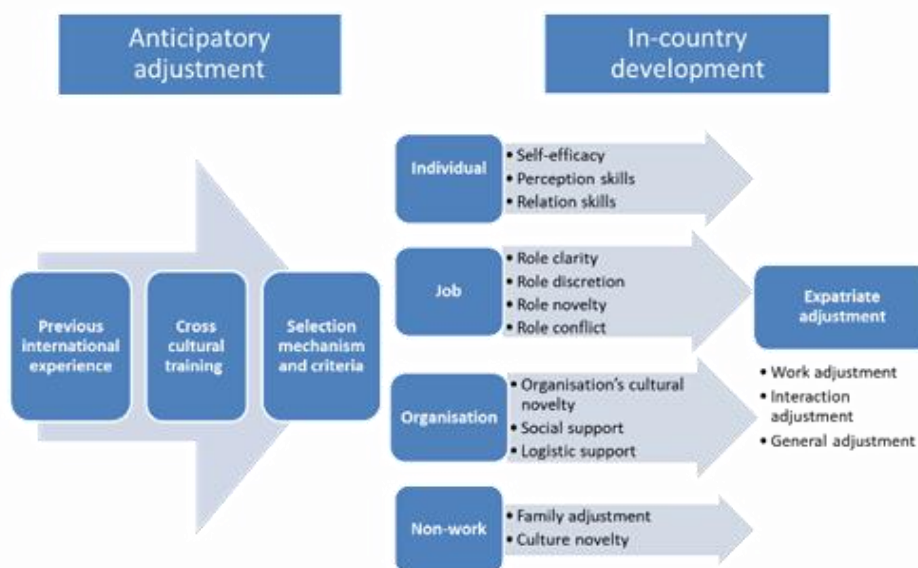 Anticipatory
adjustment
In-country
development
Previous
international
experience
Cross
cultural
training
Selection
mechanism
and criteria
Individual
• Self-efficacy
• Perception skills
• Relation skills
Job
• Role clarity
• Role discretion
• Role novelty
• Role conflict
Organisation
• Organisation's cultural
novelty
• Social support
• Logistic support
Non-work
• Family adjustment
• Culture novelty
Expatriate
adjustment
• Work adjustment
• Interaction
adjustment
• General adjustment